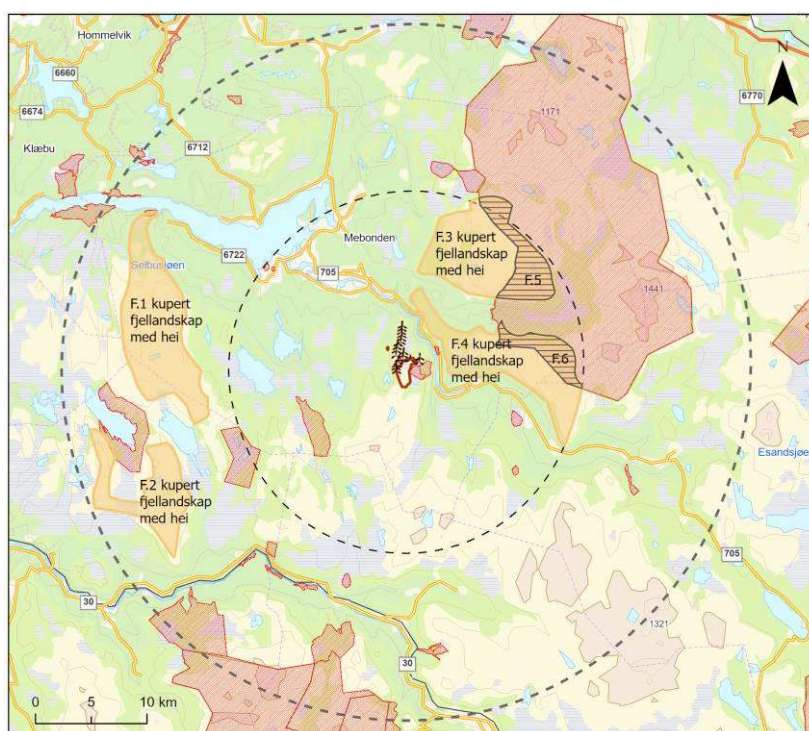 Hommelvik
6660
6674
6712
6770
N
1171
Klæbu
Mebonden
6722
Selbusjøen
705
F.3 kupert
fjellandskap
med hei
F.5
F.1 kupert
fjellandskap
med hei
1441
F.4 kupert
fjellandskap
med hei
F.6
Esandsjøe
F.2 kupert
fjellandskap
med hei
705
30
1321
30
0 5 10 km